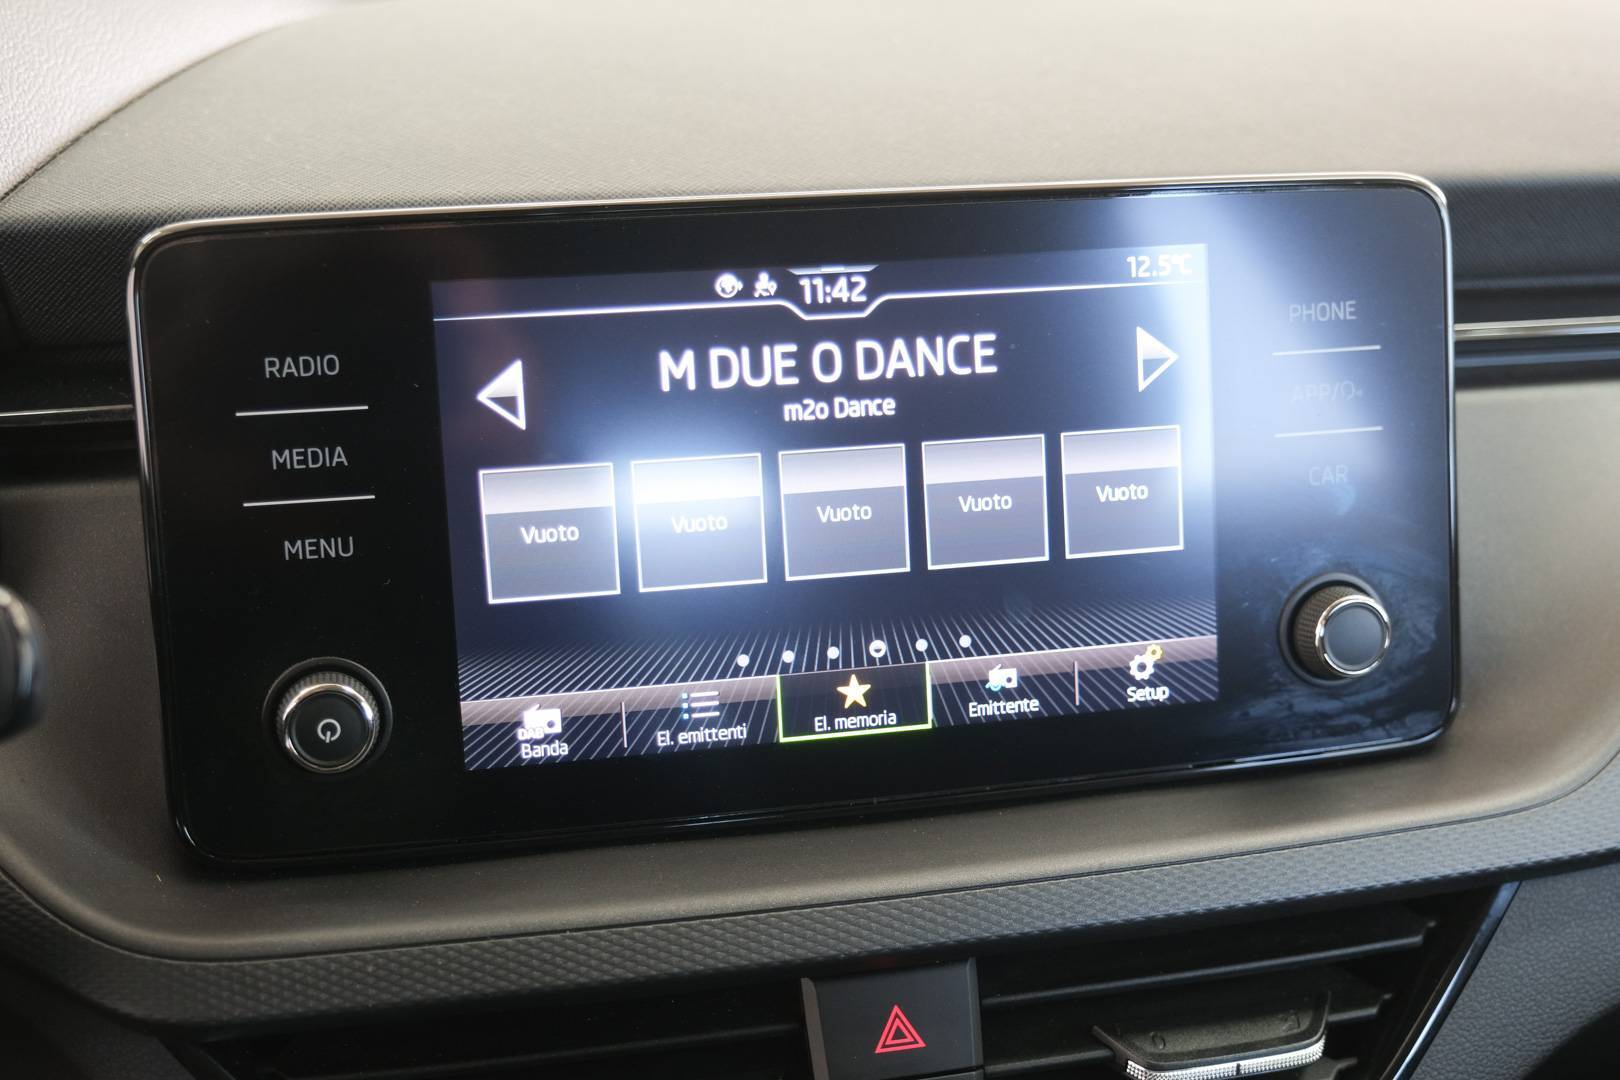 11:42
12.5°C
RADIO
MEDIA
MENU
M DUE O DANCE
m2o Dance
PHONE
APP/
CAR
Vuoto
Vuoto
Vuoto
Vuoto
Vuoto
DAB
Banda
El. emittenti
El. memoria
Emittente
Setup